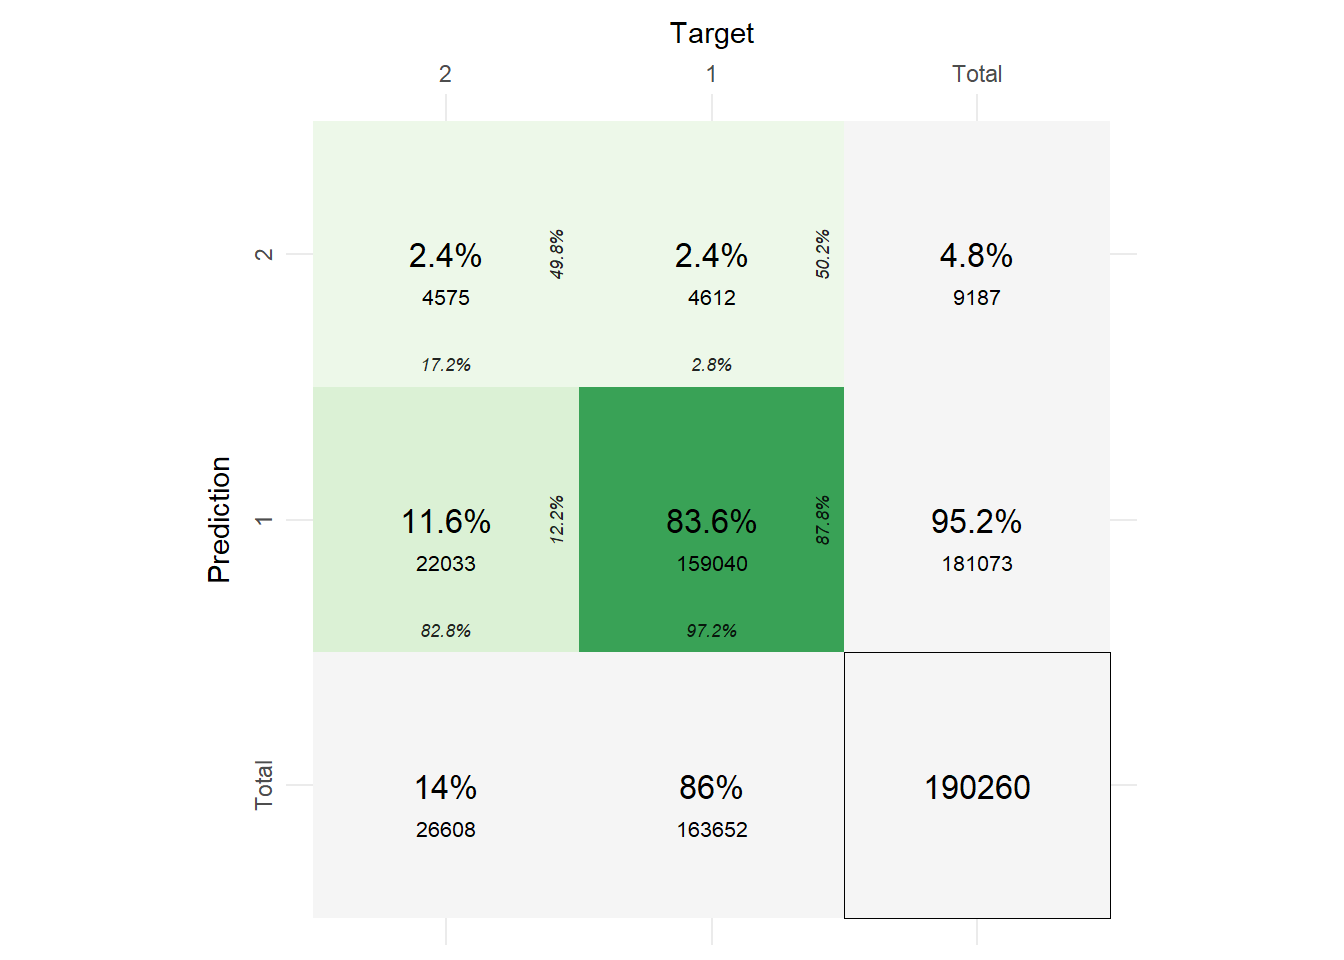 Target
2 1 Total
2
2.4% 49.8% 2.4% 50.2% 4.8%
4575 4612 9187
17.2% 2.8%
Prediction
1
11.6% 12.2% 83.6% 87.8% 95.2%
22033 159040 181073
82.8% 97.2%
Total
14% 86% 190260
26608 163652